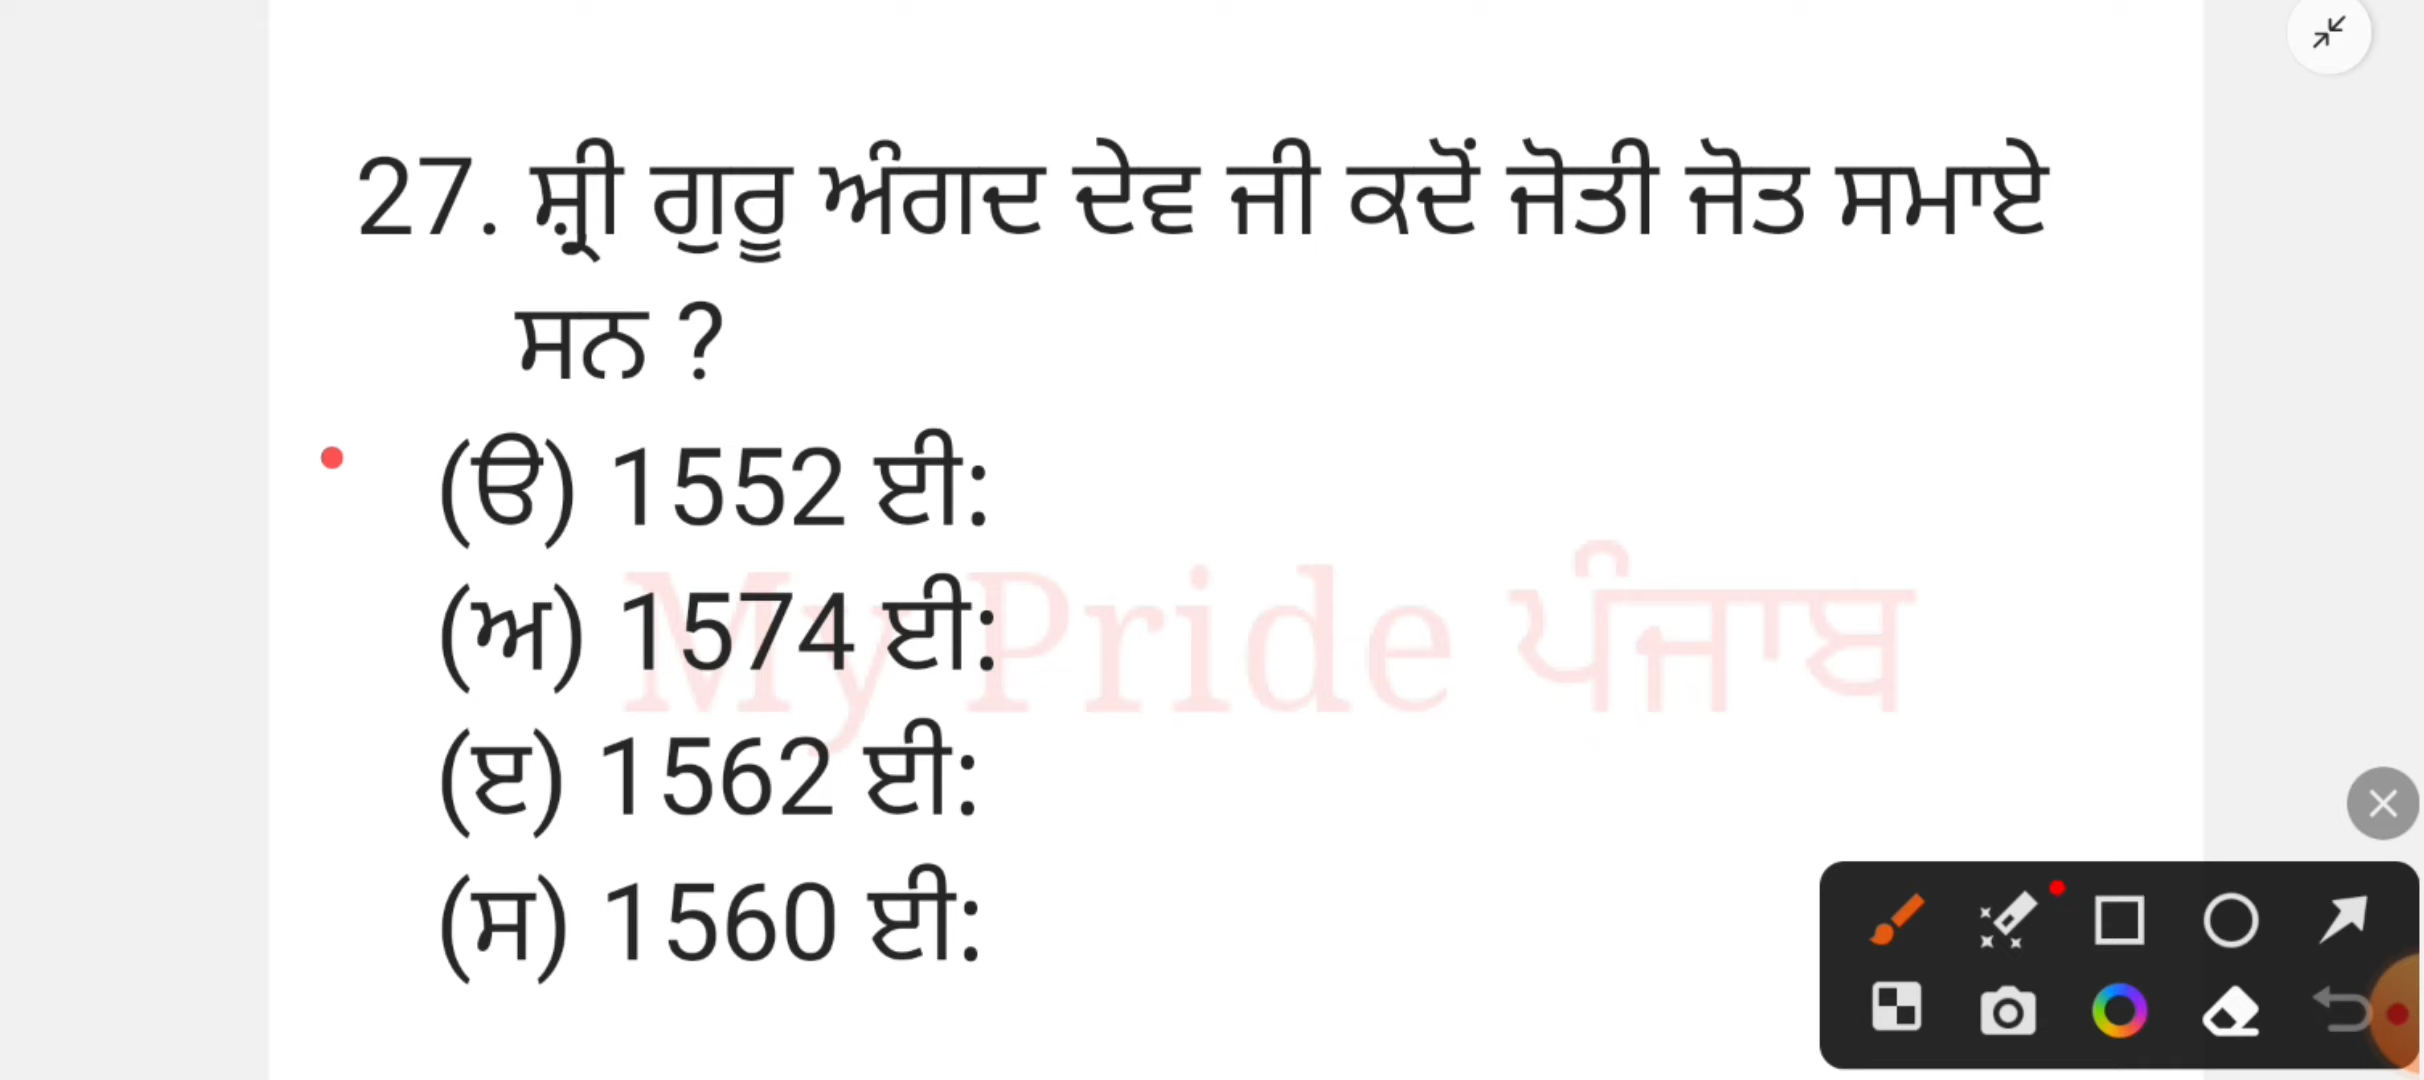 27. ਸ਼੍ਰੀ ਗੁਰੂ ਅੰਗਦ ਦੇਵ ਜੀ ਕਦੋਂ ਜੋਤੀ ਜੋਤ ਸਮਾਏ
ਸਨ ?
(ੳ) 1552 ਈ:
(ਅ) 1574 ਈ:
My Pride ਪੰਜਾਬ
(ੲ) 1562 ਈ:
(ਸ) 1560 ਈ: